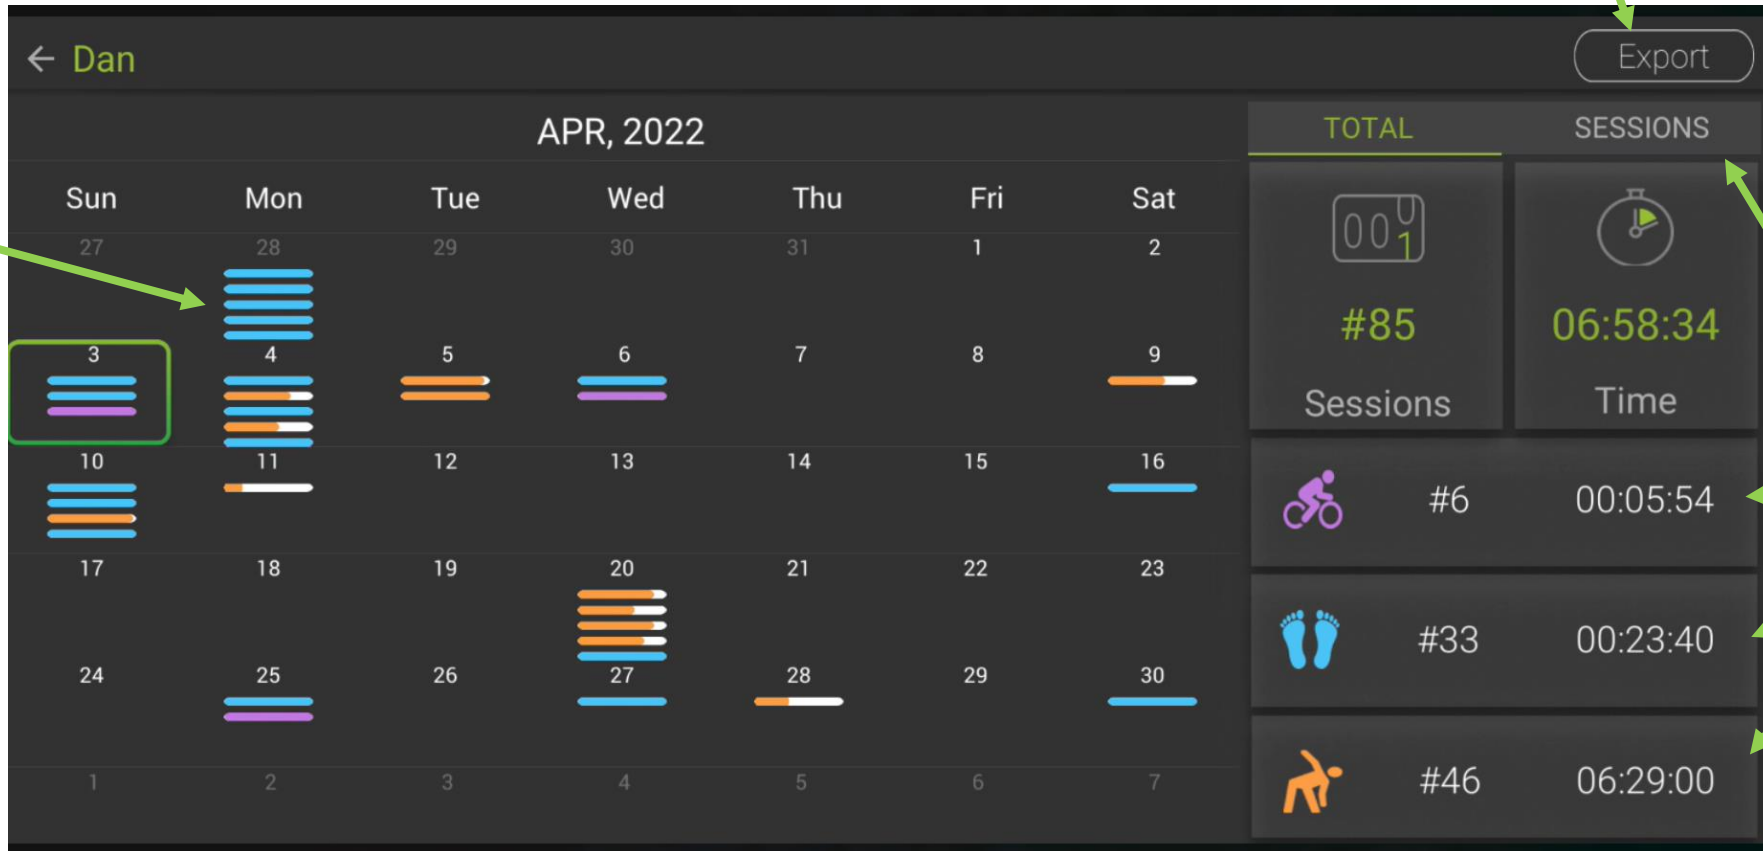 ← Dan
Export
APR, 2022
TOTAL SESSIONS
Sun Mon Tue Wed Thu Fri Sat
27 28 29 30 31 1 2
3 4 5 6 7 8 9
10 11 12 13 14 15 16
17 18 19 20 21 22 23
24 25 26 27 28 29 30
1 2 3 4 5 6 7
00 0 1
#85 06:58:34
Sessions Time
#6 00:05:54
#33 00:23:40
#46 06:29:00